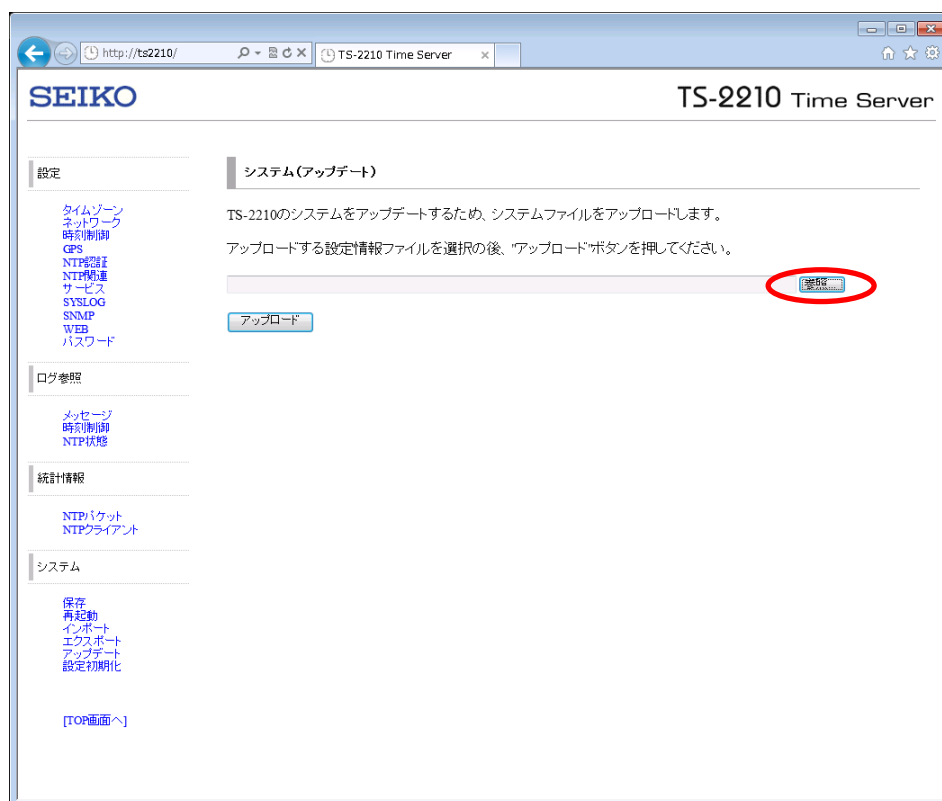 http://ts2210/
TS-2210 Time Server
SEIKO
TS-2210 Time Server
設定
タイムゾーン
ネットワーク
時刻制御
GPS
NTP認証
NTP関連
サービス
SYSLOG
SNMP
WEB
パスワード
ログ参照
メッセージ
時刻制御
NTP状態
統計情報
NTPパケット
NTPクライアント
システム
保存
再起動
インポート
エクスポート
アップデート
設定初期化
[TOP画面へ]
システム(アップデート)
TS-2210のシステムをアップデートするため、システムファイルをアップロードします。
アップロードする設定情報ファイルを選択の後、"アップロード"ボタンを押してください。
参照...
アップロード